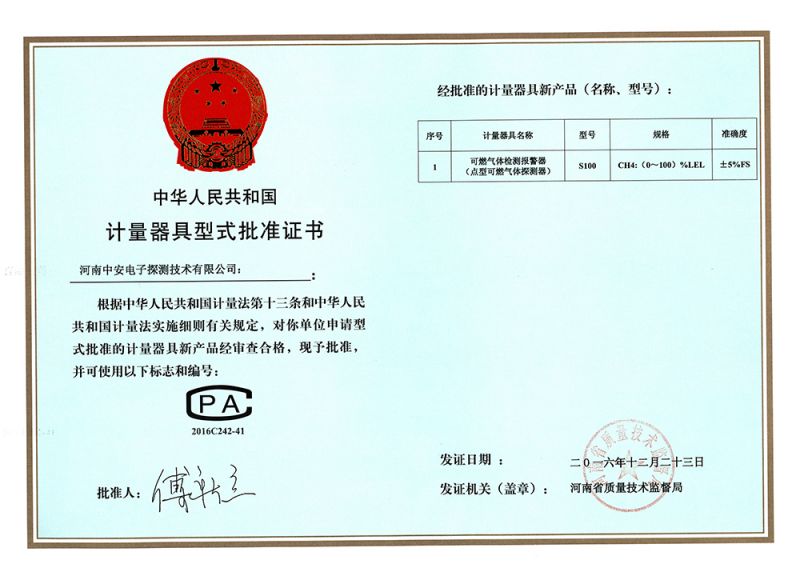 中华人民共和国
计量器具型式批准证书
河南中安电子探测技术有限公司：
：
根据中华人民共和国计量法第十三条和中华人民
共和国计量法实施细则有关规定，对你单位申请型
式批准的计量器具新产品经审查合格，现予批准，
并可使用以下标志和编号：
CPA
2016C242-41
批准人：
经批准的计量器具新产品（名称、型号）：
序号 计量器具名称 型号 规格 准确度
1 可燃气体检测报警器（点型可燃气体探测器） S100 CH4:（0～100）%LEL ±5%FS
发证日期 ： 二〇一六年十二月二十三日
发证机关（盖章）： 河南省质量技术监督局
河南省质量技术监督局